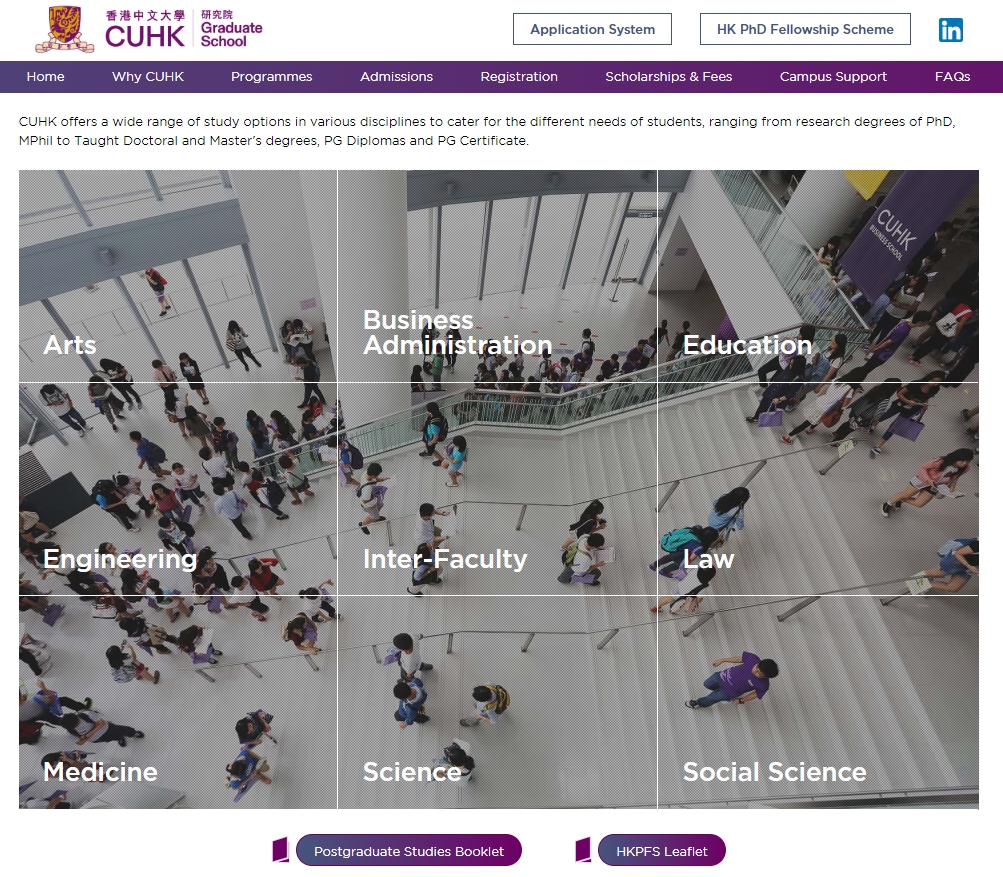 香港中文大學
CUHK
研究院
Graduate
School
Application System
HK PhD Fellowship Scheme
in
Home
Why CUHK
Programmes
Admissions
Registration
Scholarships & Fees
Campus Support
FAQs
CUHK offers a wide range of study options in various disciplines to cater for the different needs of students, ranging from research degrees of PhD,
MPhil to Taught Doctoral and Master's degrees, PG Diplomas and PG Certificate.
CUHK
BUSINESS SCHOOL
Arts
Business
Administration
Education
Engineering
Inter-Faculty
Law
Medicine
Science
Social Science
Postgraduate Studies Booklet
HKPFS Leaflet